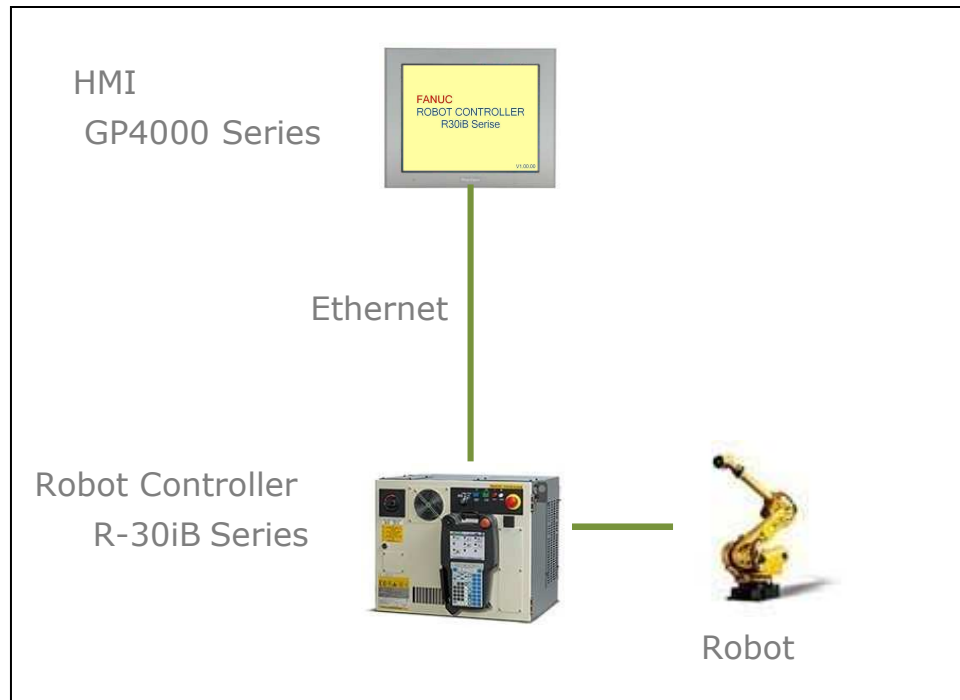 HMI
GP4000 Series
FANUC
ROBOT CONTROLLER
R30iB Serise
V1.00.00
Ethernet
Robot Controller
R-30iB Series
Robot